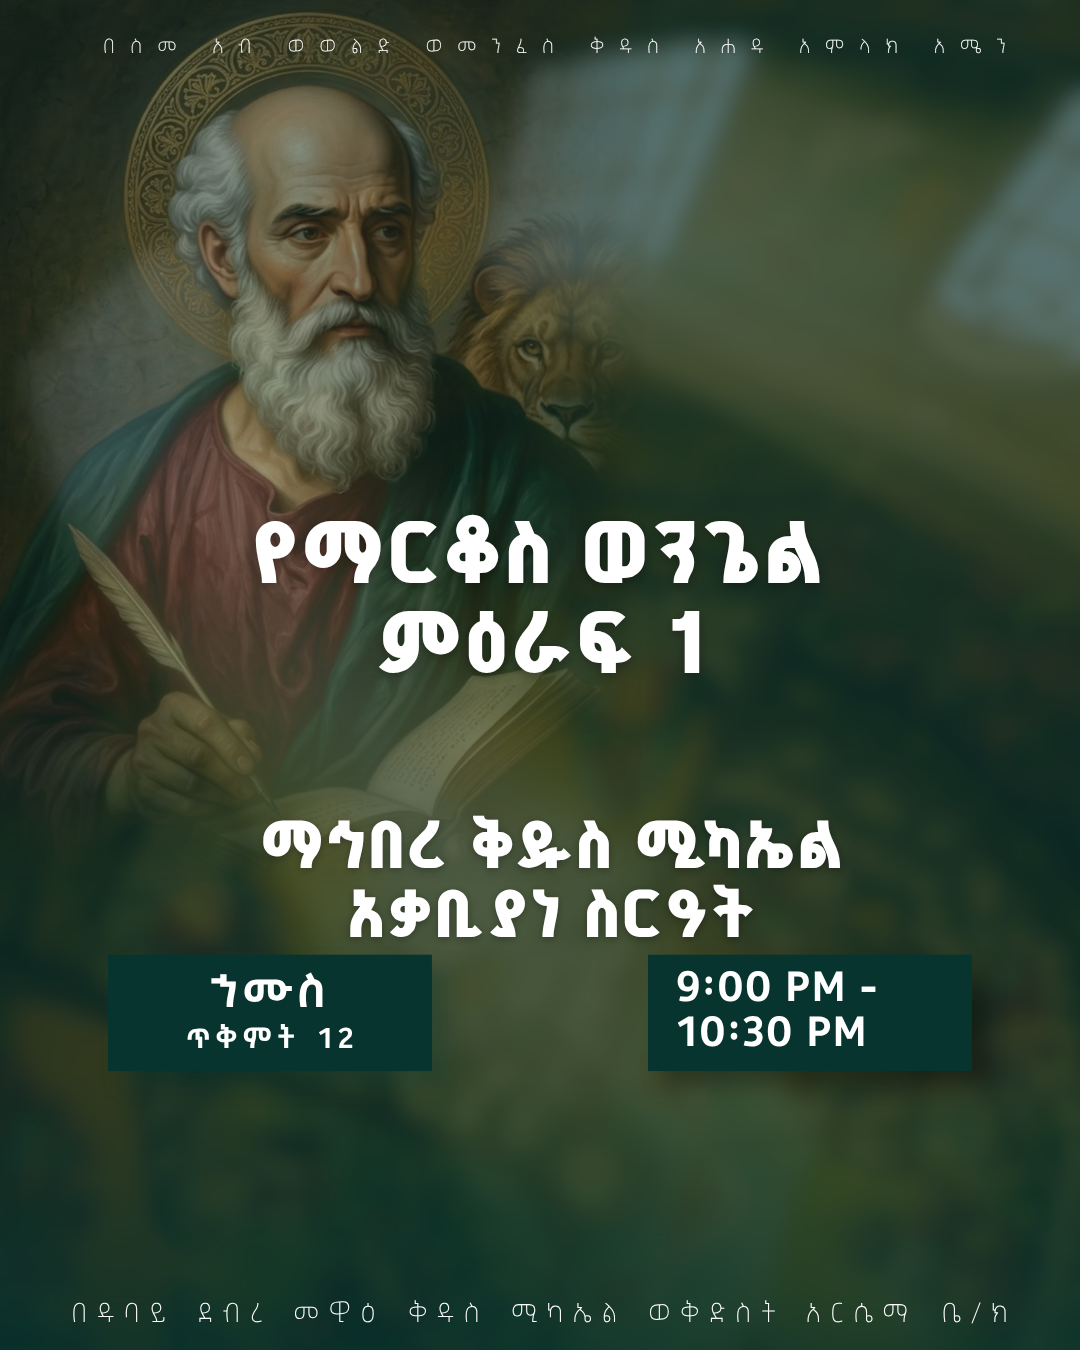 በስመ አብ ወወልድ ወመንፈስ ቅዱስ አሐዱ አምላክ አሜን
የማርቆስ ወንጌል
ምዕራፍ 1
ማኅበረ ቅዱስ ሚካኤል
አቃቢያነ ስርዓት
ኀሙስ
ጥቅምት 12
9:00 PM -
10:30 PM
በዱባይ ደብረ መዊዕ ቅዱስ ሚካኤል ወቅድስት አርሴማ ቤ/ክ